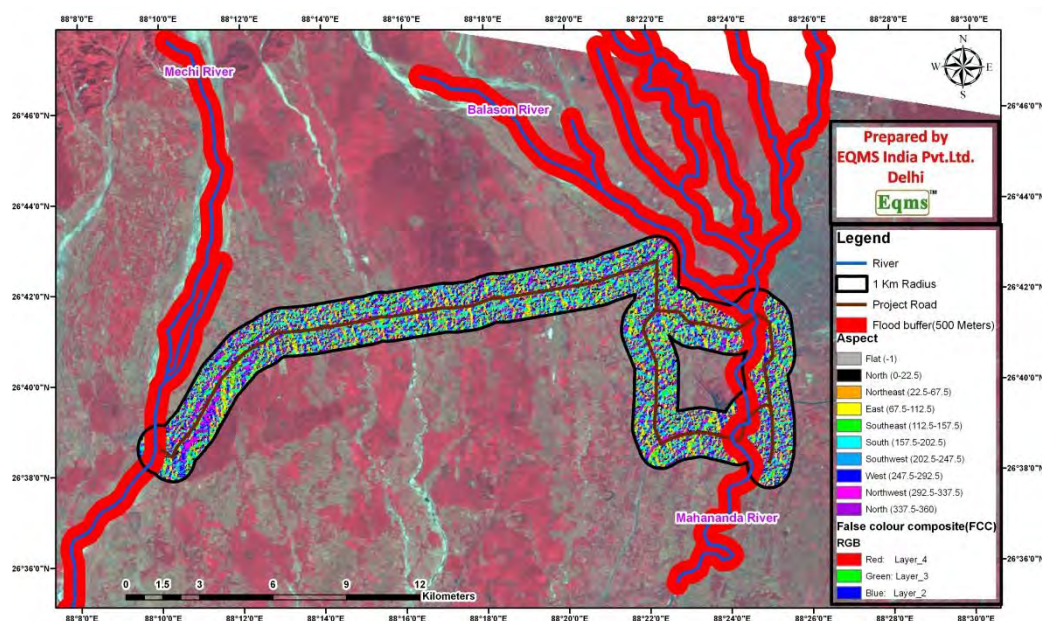 88°8'0"E 88°10'0"E 88°12'0"E 88°14'0"E 88°16'0"E 88°18'0"E 88°20'0"E 88°22'0"E 88°24'0"E 88°26'0"E 88°28'0"E 88°30'0"E
Mechi River
Balason River
N
W E
S
26°46'0"N 26°46'0"N
26°44'0"N 26°44'0"N
26°42'0"N 26°42'0"N
26°40'0"N 26°40'0"N
26°38'0"N 26°38'0"N
26°36'0"N 26°36'0"N
Prepared by
EQMS India Pvt.Ltd.
Delhi
Eqms™
Legend
River
1 Km Radius
Project Road
Flood buffer(500 Meters)
Aspect
Flat (-1)
North (0-22.5)
Northeast (22.5-67.5)
East (67.5-112.5)
Southeast (112.5-157.5)
South (157.5-202.5)
Southwest (202.5-247.5)
West (247.5-292.5)
Northwest (292.5-337.5)
North (337.5-360)
False colour composite(FCC)
RGB
Red: Layer_4
Green: Layer_3
Blue: Layer_2
Mahananda River
0 1.5 3 6 9 12
Kilometers
88°8'0"E 88°10'0"E 88°12'0"E 88°14'0"E 88°16'0"E 88°18'0"E 88°20'0"E 88°22'0"E 88°24'0"E 88°26'0"E 88°28'0"E 88°30'0"E